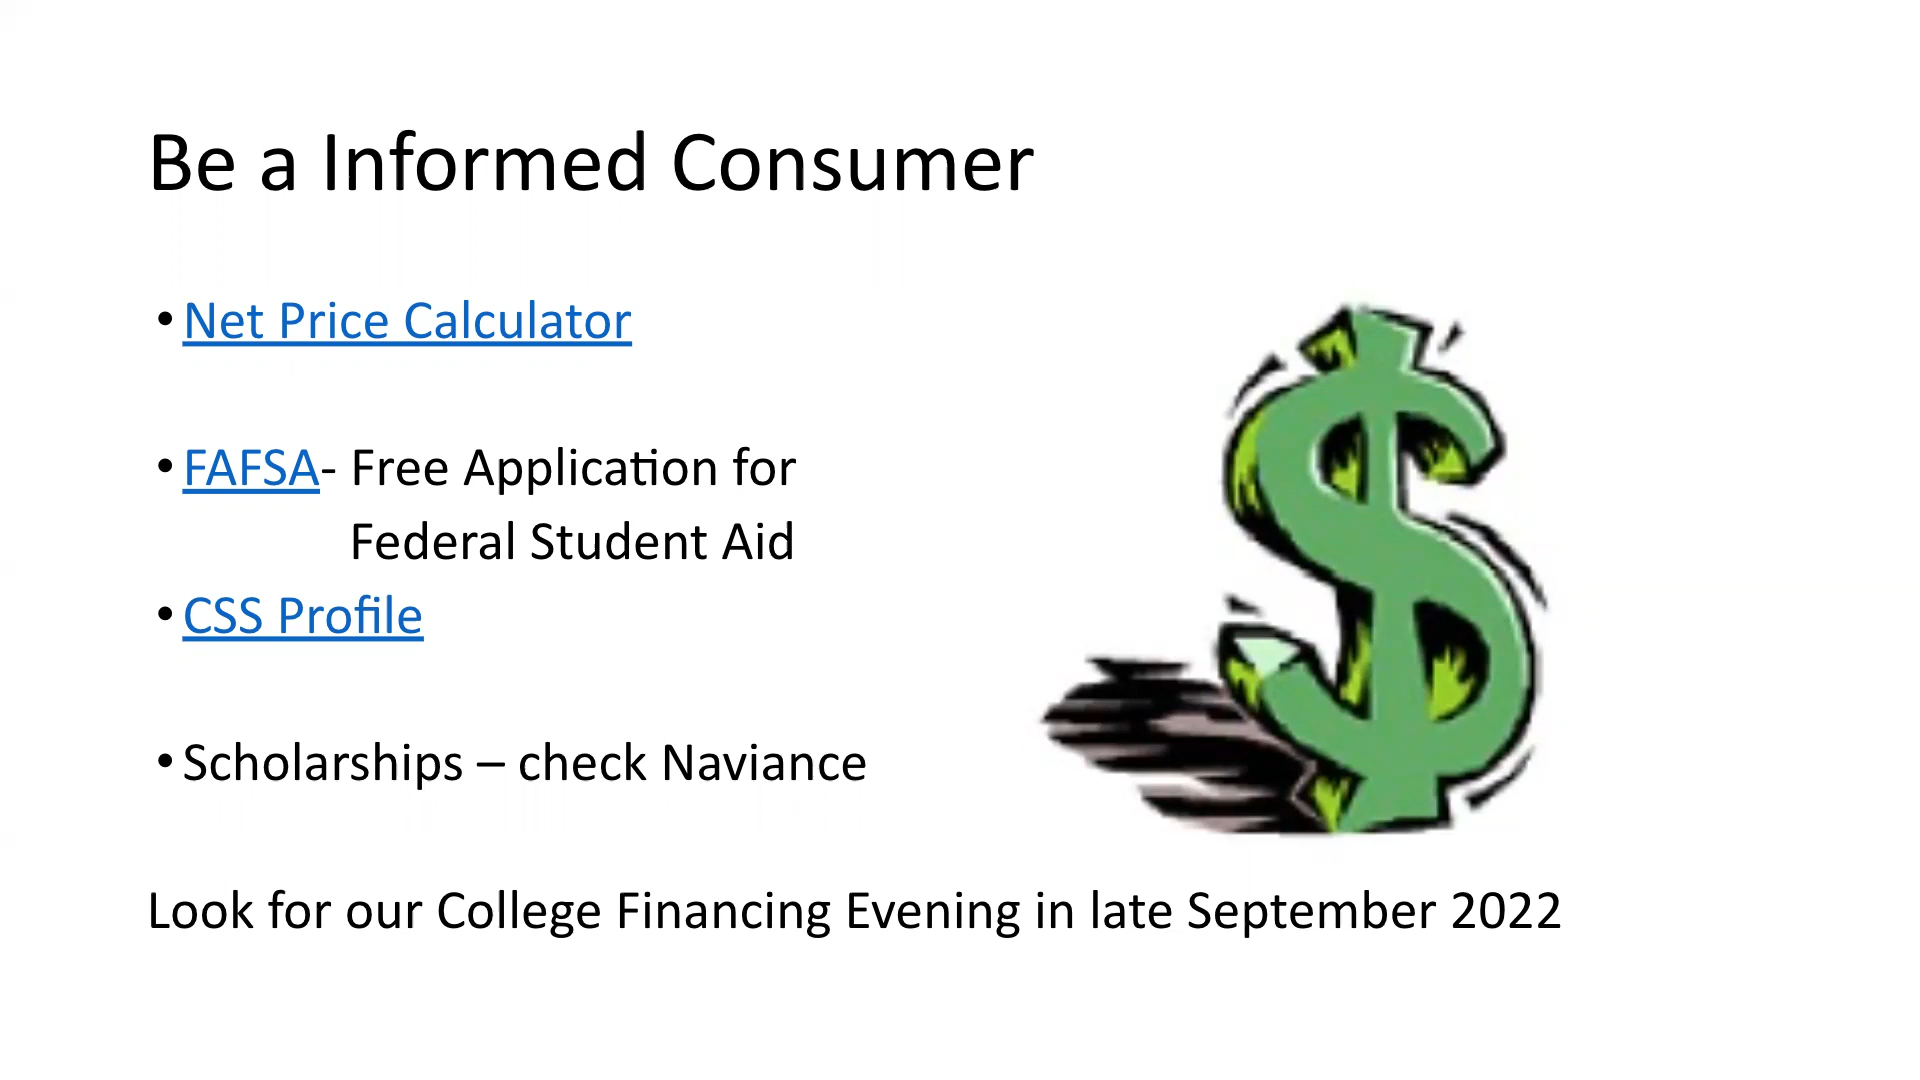 Be a Informed Consumer
• Net Price Calculator
• FAFSA- Free Application for
Federal Student Aid
• CSS Profile
• Scholarships – check Naviance
Look for our College Financing Evening in late September 2022